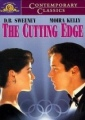 CONTEMPORARY
CLASSICS
D.B. SWEENEY MOIRA KELLY
THE CUTTING EDGE